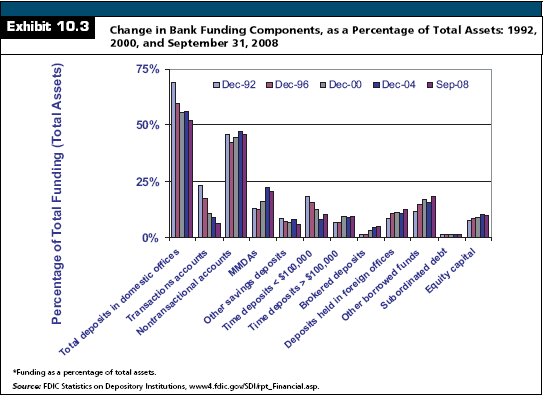 Exhibit 10.3
Change in Bank Funding Components, as a Percentage of Total Assets: 1992,
2000, and September 31, 2008
Percentage of Total Funding (Total Assets)
75%
50%
25%
0%
Dec-92 Dec-96 Dec-00 Dec-04 Sep-08
Total deposits in domestic offices
Transactions accounts
Nontransactional accounts
MMDAs
Other savings deposits
Time deposits < $100,000
Time deposits > $100,000
Brokered deposits
Deposits held in foreign offices
Other borrowed funds
Subordinated debt
Equity capital
*Funding as percentage of total assets.
Source: FDIC Statistics on Depository Institutions, www4.fdic.gov/SDI/rpt_Financial.asp.